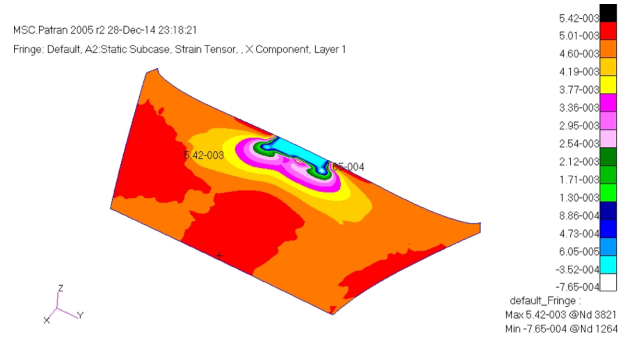 MSC.Patran 2005 r2 28-Dec-14 23:18:21
Fringe: Default, A2:Static Subcase, Strain Tensor, , X Component, Layer 1
5.42-003
5.01-003
4.60-003
4.19-003
3.77-003
3.36-003
2.95-003
2.54-003
2.12-003
1.71-003
1.30-003
8.86-004
4.73-004
6.05-005
-3.52-004
-7.65-004
5.42-003
7.65-004
Z
X
Y
default_Fringe :
Max 5.42-003 @Nd 3821
Min -7.65-004 @Nd 1264